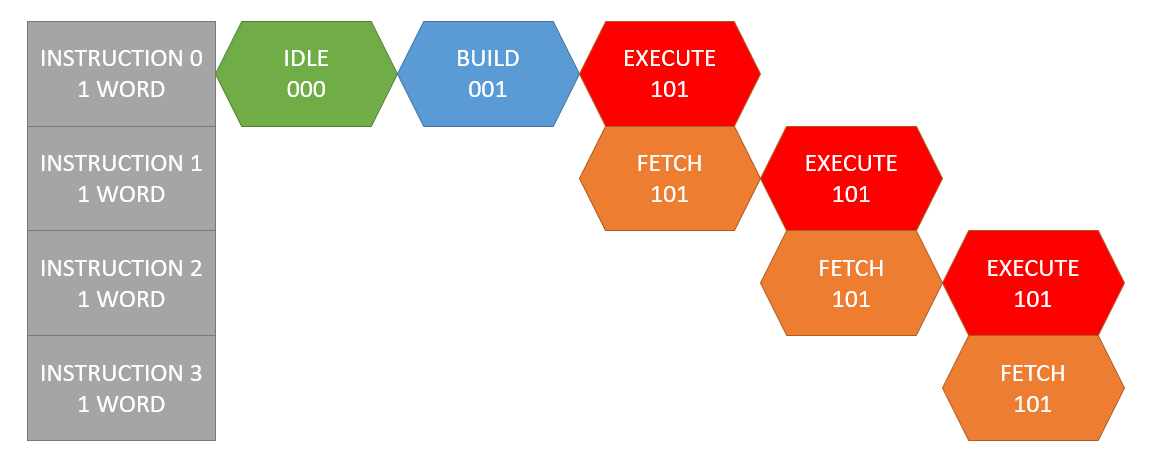 INSTRUCTION 0
1 WORD
IDLE
000
BUILD
001
EXECUTE
101
INSTRUCTION 1
1 WORD
FETCH
101
EXECUTE
101
INSTRUCTION 2
1 WORD
FETCH
101
EXECUTE
101
INSTRUCTION 3
1 WORD
FETCH
101